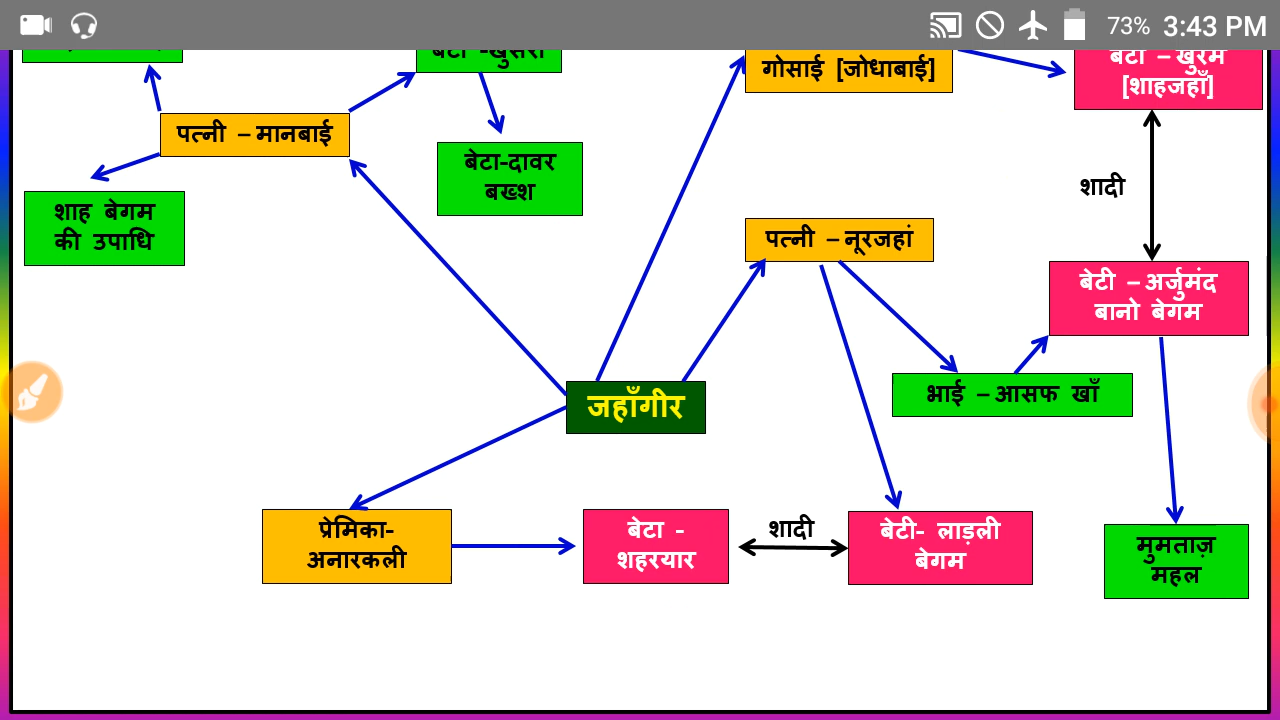 73% 3:43 PM
बेटा -खुसरो
गोसाई [जोधाबाई]
बेटा – खुर्रम
[शाहजहाँ]
पत्नी – मानबाई
बेटा-दावर
बख्श
शादी
शाह बेगम
की उपाधि
पत्नी – नूरजहां
बेटी – अर्जुमंद
बानो बेगम
जहाँगीर
भाई – आसफ खाँ
प्रेमिका-
अनारकली
बेटा -
शहरयार
शादी
बेटी- लाड़ली
बेगम
मुमताज़
महल